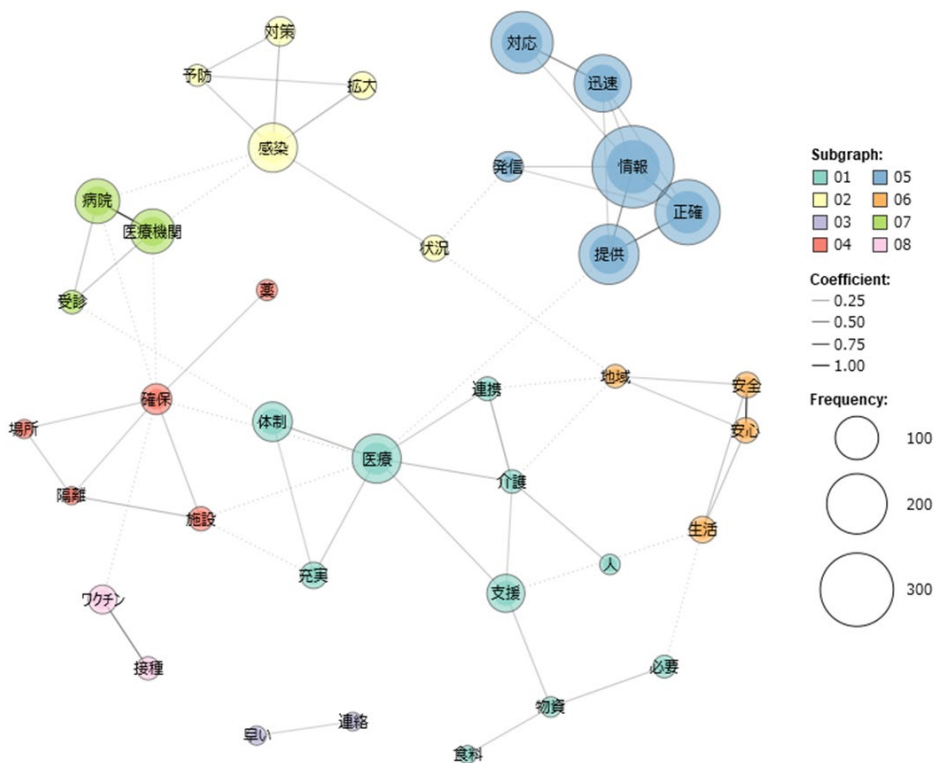 対策
対応
予防
迅速
拡大
感染
発信
情報
病院
正確
医療機関
状況
提供
受診
薬
Subgraph:
01
05
02
06
03
07
04
08
Coefficient:
0.25
0.50
0.75
1.00
Frequency:
100
200
300
地域
安全
連携
確保
体制
場所
安心
医療
介護
隔離
施設
生活
人
充実
支援
ワクチン
接種
必要
物資
連絡
早い
食料